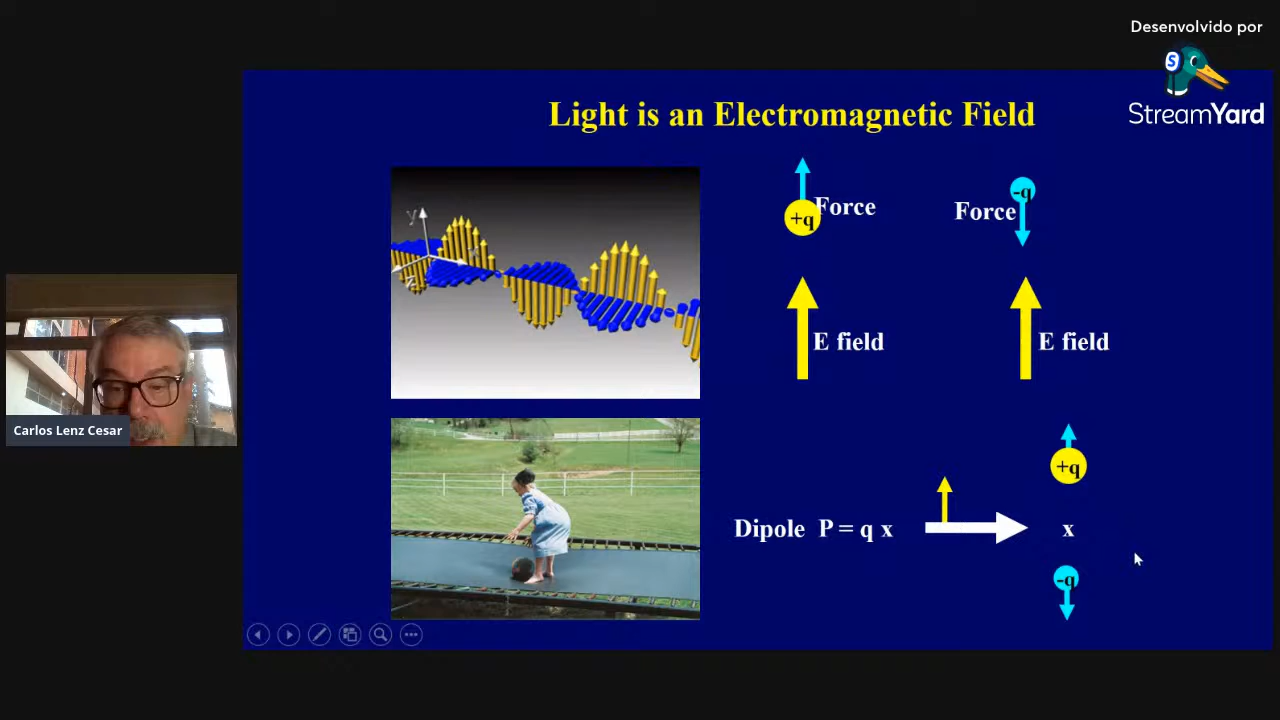 Desenvolvido por
S
StreamYard
Light is an Electromagnetic Field
y
+q
Force
Force
-q
E field
E field
+q
Dipole P = q x
x
-q
Carlos Lenz Cesar